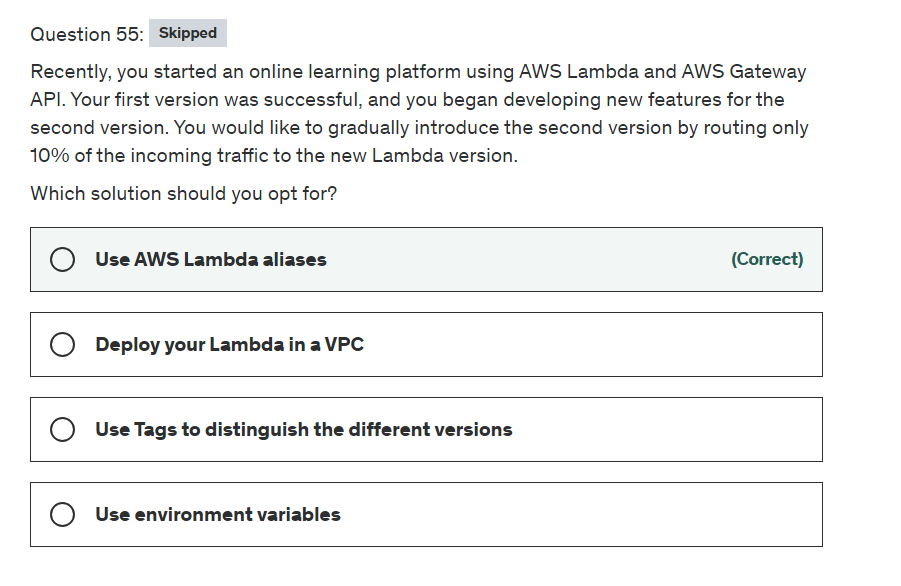 Question 55: Skipped
Recently, you started an online learning platform using AWS Lambda and AWS Gateway
API. Your first version was successful, and you began developing new features for the
second version. You would like to gradually introduce the second version by routing only
10% of the incoming traffic to the new Lambda version.
Which solution should you opt for?
Use AWS Lambda aliases (Correct)
Deploy your Lambda in a VPC
Use Tags to distinguish the different versions
Use environment variables